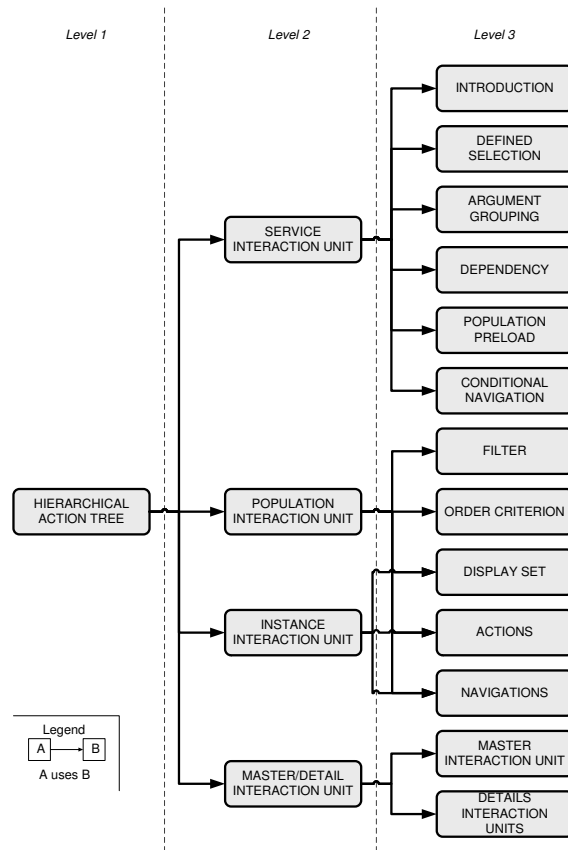 Level 1
Level 2
Level 3
INTRODUCTION
DEFINED
SELECTION
ARGUMENT
GROUPING
SERVICE
INTERACTION UNIT
DEPENDENCY
POPULATION
PRELOAD
CONDITIONAL
NAVIGATION
FILTER
HIERARCHICAL
ACTION TREE
POPULATION
INTERACTION UNIT
ORDER CRITERION
DISPLAY SET
INSTANCE
INTERACTION UNIT
ACTIONS
NAVIGATIONS
Legend
A
B
A uses B
MASTER/DETAIL
INTERACTION UNIT
MASTER
INTERACTION UNIT
DETAILS
INTERACTION
UNITS